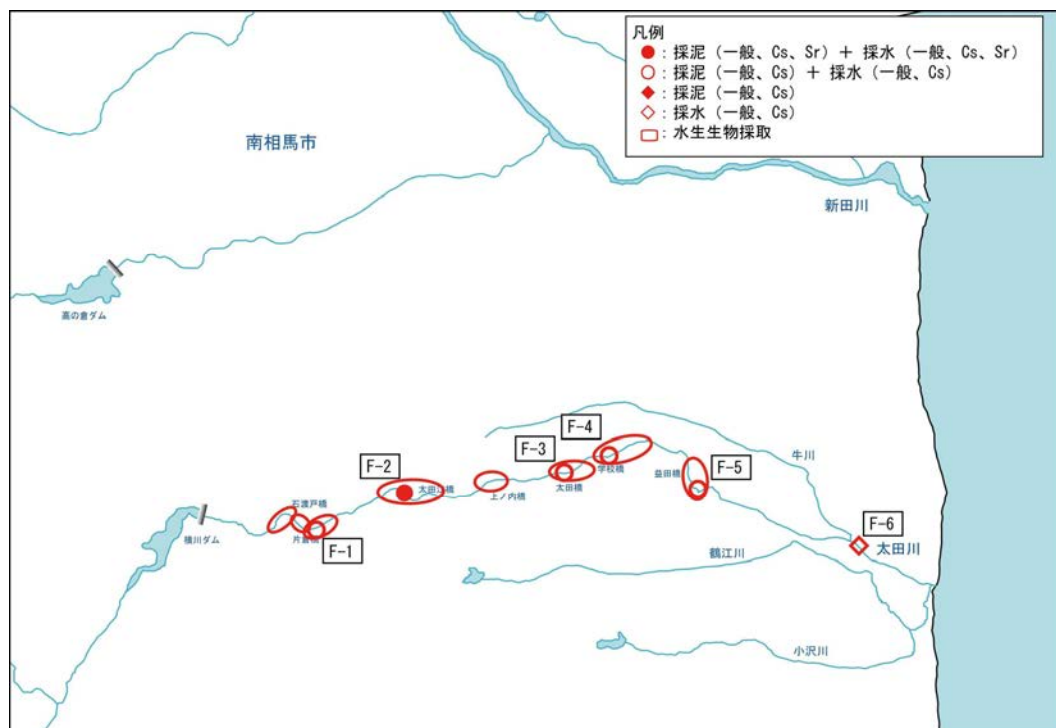 凡例
●：採泥（一般、Cs、Sr）＋ 採水（一般、Cs、Sr）
○：採泥（一般、Cs）＋ 採水（一般、Cs）
◆：採泥（一般、Cs）
◇：採水（一般、Cs）
：水生生物採取
南相馬市
新田川
高の倉ダム
F-4
F-3
学校橋
牛川
F-2
太田橋
益田橋
F-5
太田江橋
上ノ内橋
石渡戸橋
横川ダム
片倉橋
F-1
F-6
太田川
鶴江川
小沢川